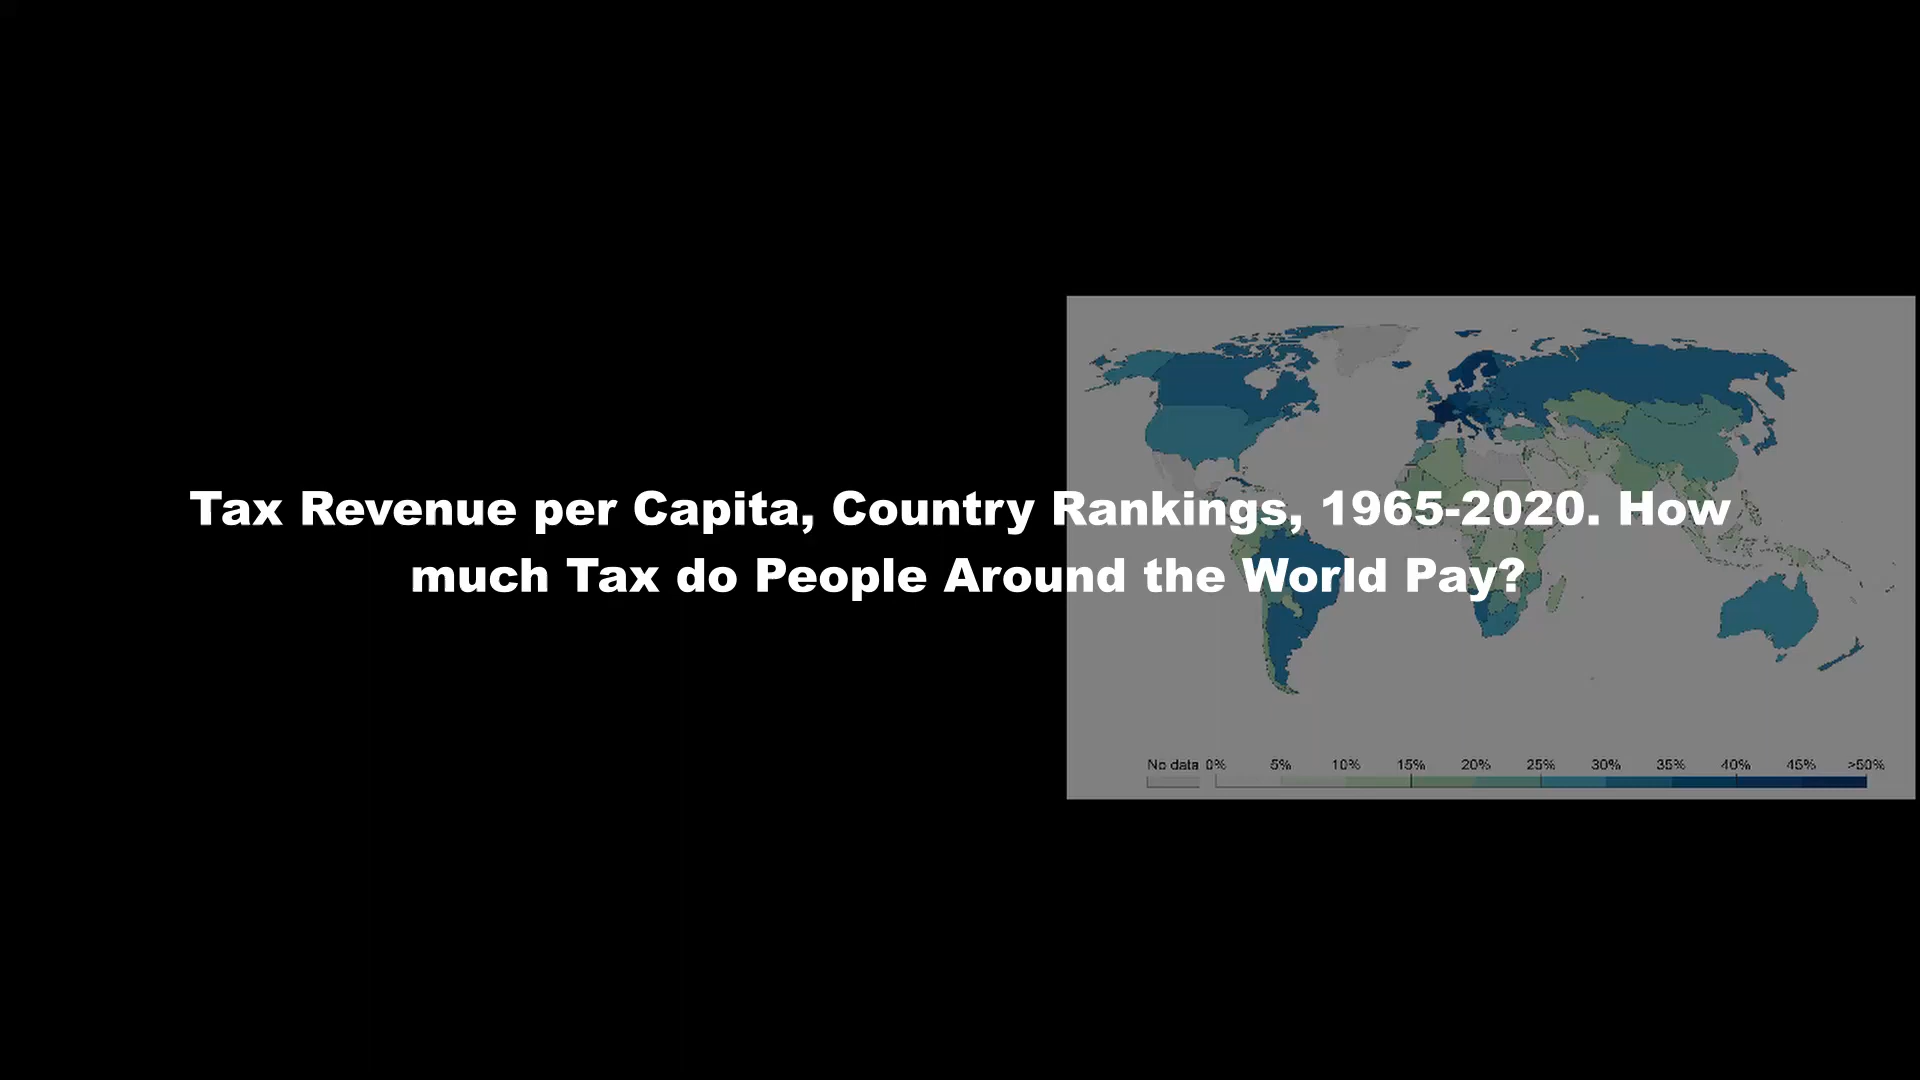 Tax Revenue per Capita, Country Rankings, 1965-2020. How
much Tax do People Around the World Pay?
No data 0% 5% 10% 15% 20% 25% 30% 35% 40% 45% >50%